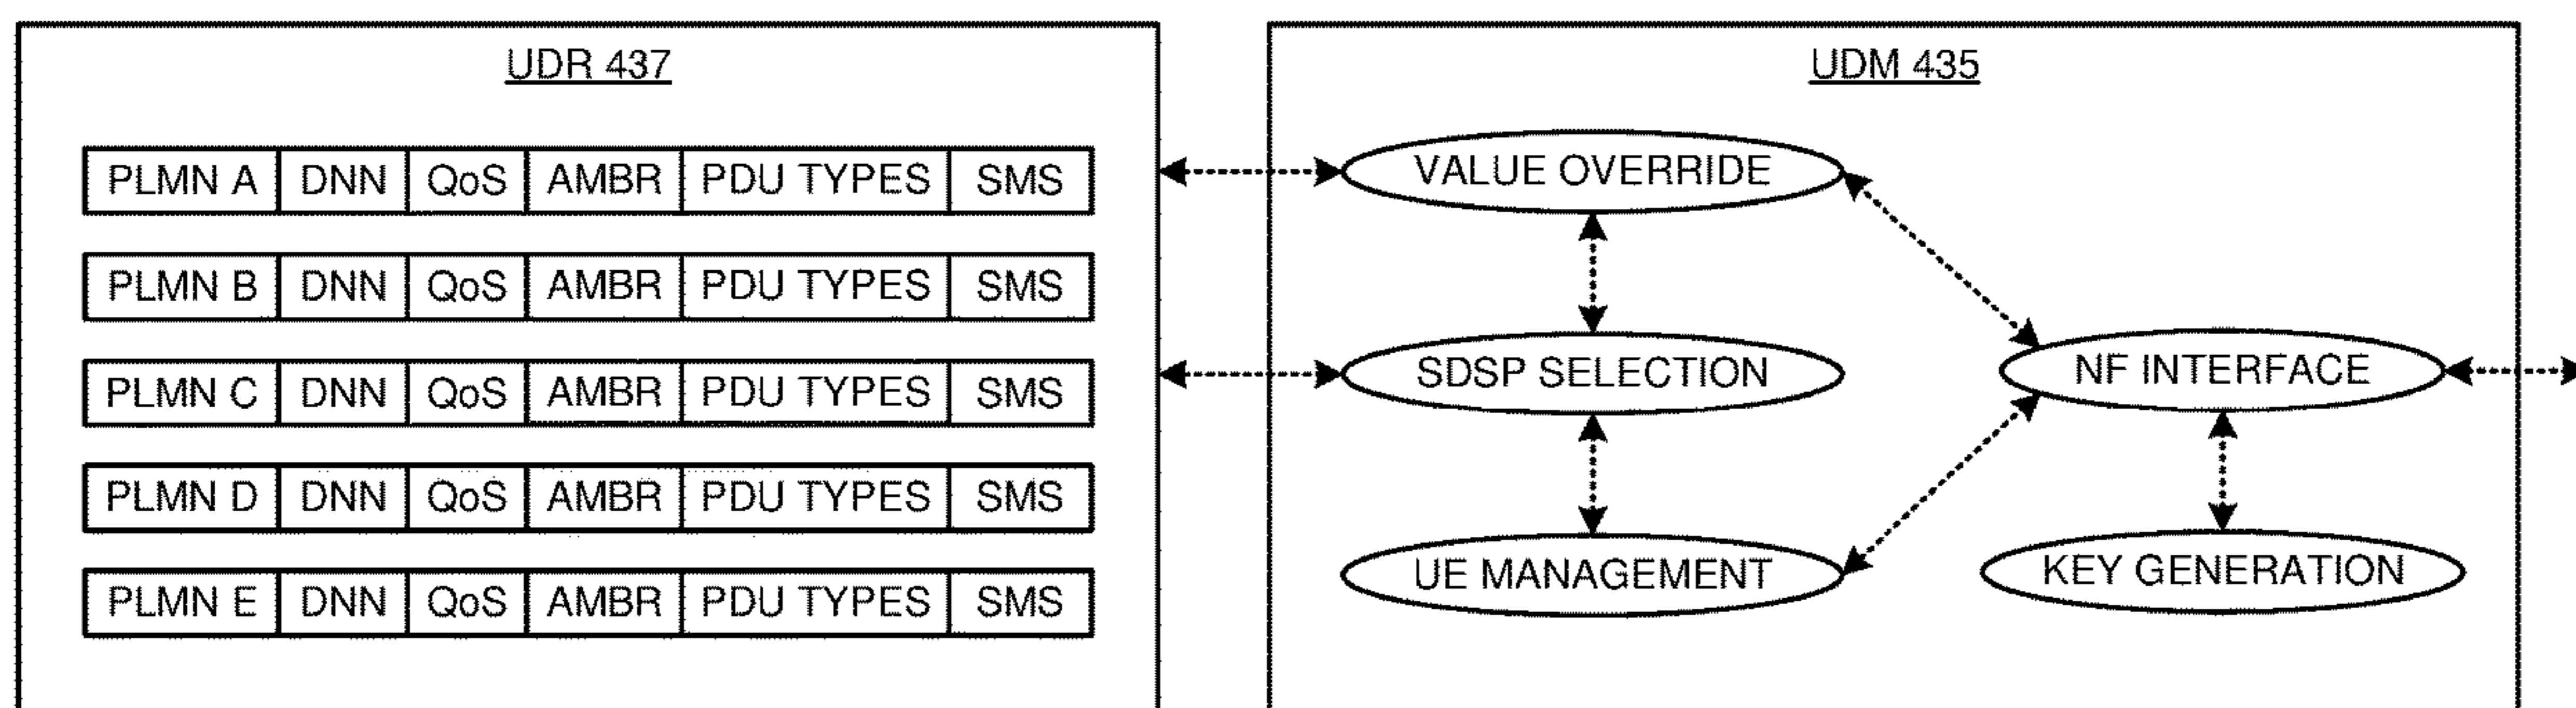 UDR 437
PLMN A DNN QoS AMBR PDU TYPES SMS
PLMN B DNN QoS AMBR PDU TYPES SMS
PLMN C DNN QoS AMBR PDU TYPES SMS
PLMN D DNN QoS AMBR PDU TYPES SMS
PLMN E DNN QoS AMBR PDU TYPES SMS
UDM 435
VALUE OVERRIDE
SDSP SELECTION
NF INTERFACE
UE MANAGEMENT
KEY GENERATION